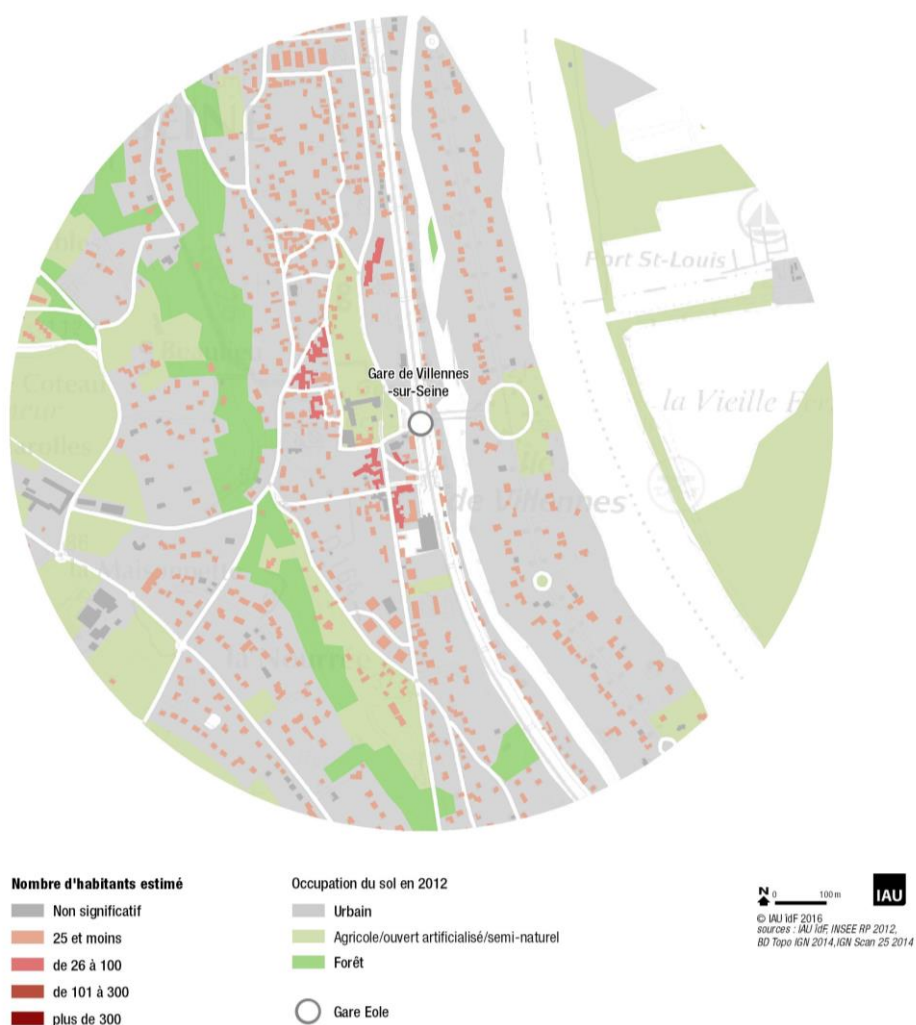 Port St-Louis
Gare de Villennes
-sur-Seine
la Vieille
Coteau
de Villennes
Nombre d'habitants estimé
Non significatif
25 et moins
de 26 à 100
de 101 à 300
plus de 300
Occupation du sol en 2012
Urbain
Agricole/ouvert artificialisé/semi-naturel
Forêt
Gare Eole
N
0 100 m
IAU
© IAU îdF 2016
sources : IAU îdF, INSEE RP 2012,
BD Topo IGN 2014,IGN Scan 25 2014